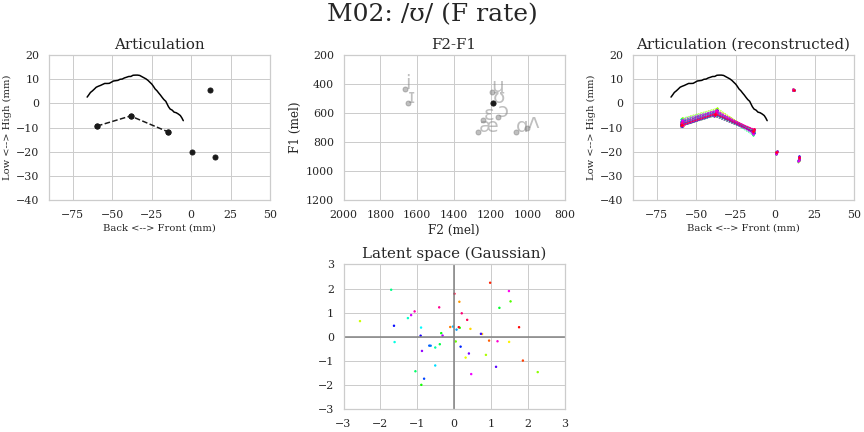 M02: /ʊ/ (F rate)
Articulation
F2-F1
Articulation (reconstructed)
20
10
0
−10
−20
−30
−40
Low <--> High (mm)
−75
−50
−25
0
25
50
Back <--> Front (mm)
200
400
600
800
1000
1200
F1 (mel)
i
ɪ
u
ʊ
ɛ
ɔ
æ
ɑ
ʌ
2000
1800
1600
1400
1200
1000
800
F2 (mel)
20
10
0
−10
−20
−30
−40
Low <--> High (mm)
−75
−50
−25
0
25
50
Back <--> Front (mm)
Latent space (Gaussian)
3
2
1
0
−1
−2
−3
−3
−2
−1
0
1
2
3